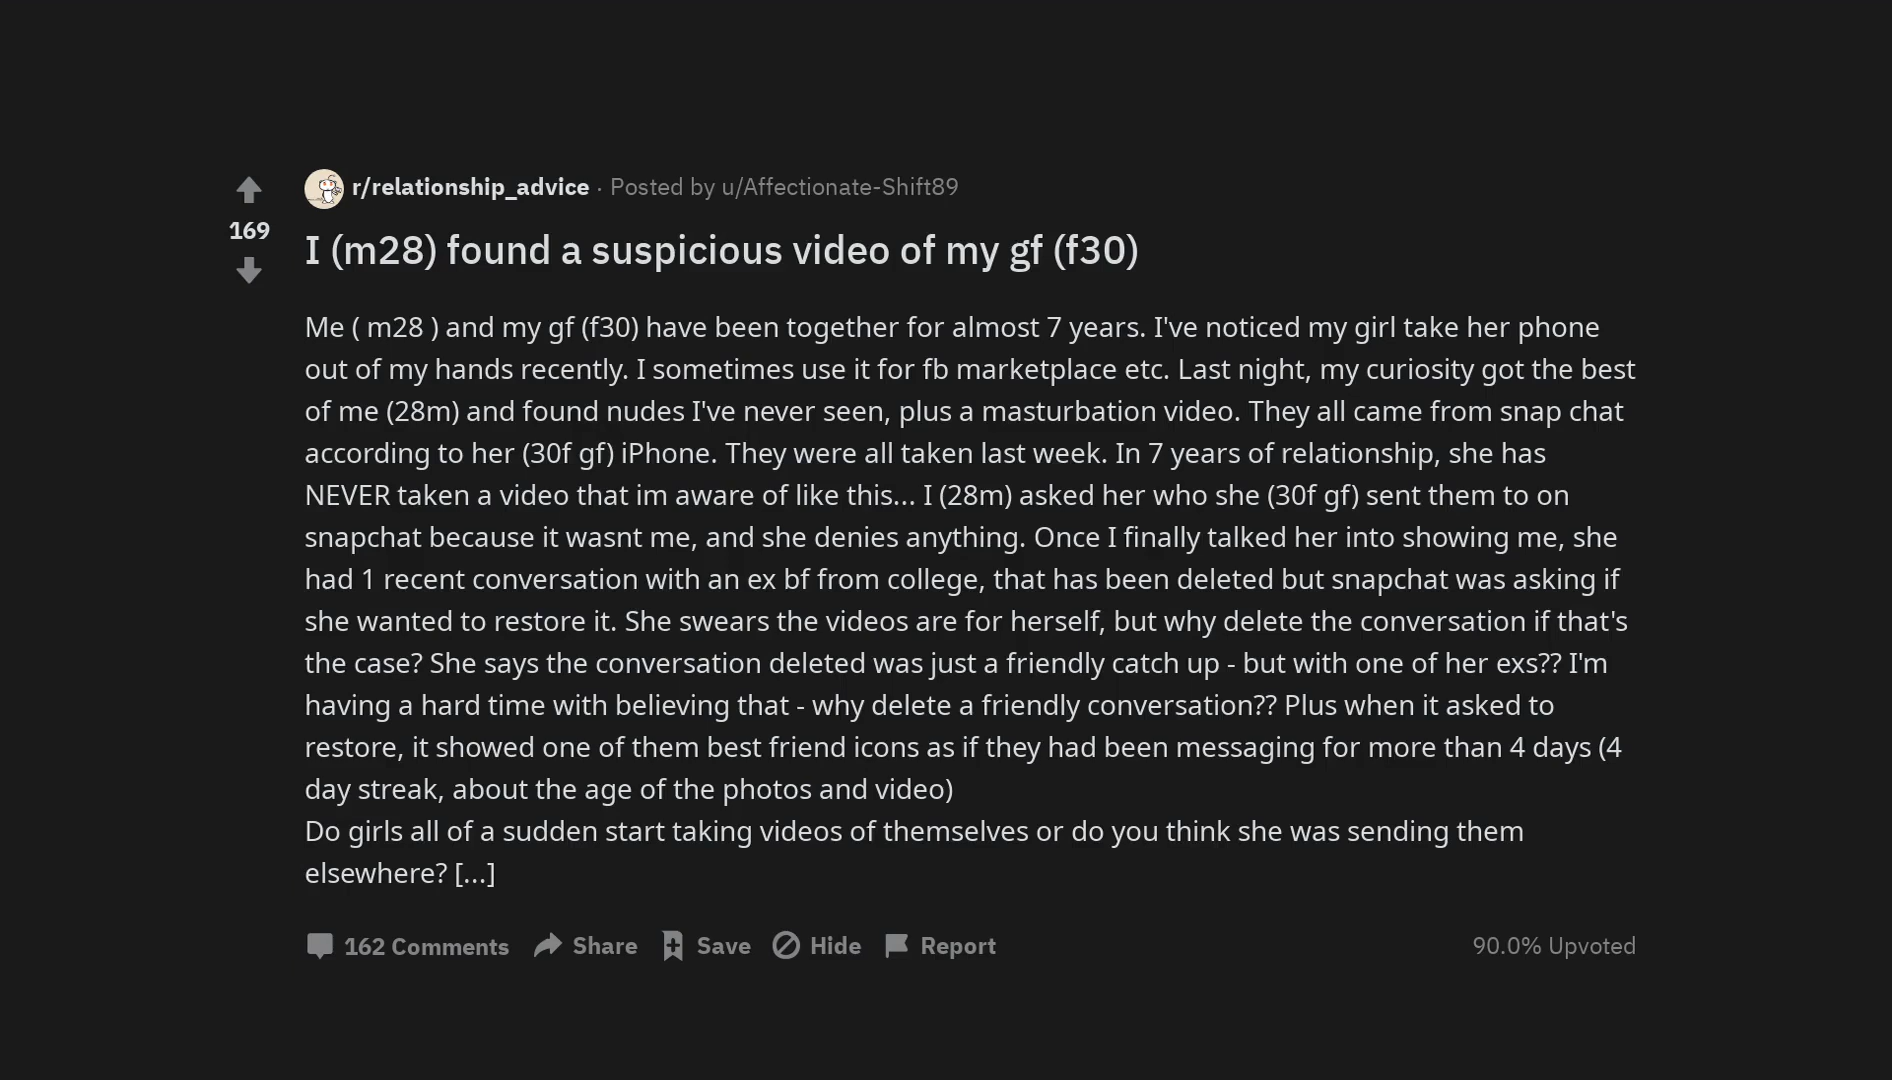 r/relationship_advice · Posted by u/Affectionate-Shift89
169
I (m28) found a suspicious video of my gf (f30)
Me ( m28 ) and my gf (f30) have been together for almost 7 years. I've noticed my girl take her phone
out of my hands recently. I sometimes use it for fb marketplace etc. Last night, my curiosity got the best
of me (28m) and found nudes I've never seen, plus a masturbation video. They all came from snap chat
according to her (30f gf) iPhone. They were all taken last week. In 7 years of relationship, she has
NEVER taken a video that im aware of like this... I (28m) asked her who she (30f gf) sent them to on
snapchat because it wasnt me, and she denies anything. Once I finally talked her into showing me, she
had 1 recent conversation with an ex bf from college, that has been deleted but snapchat was asking if
she wanted to restore it. She swears the videos are for herself, but why delete the conversation if that's
the case? She says the conversation deleted was just a friendly catch up - but with one of her exs?? I'm
having a hard time with believing that - why delete a friendly conversation?? Plus when it asked to
restore, it showed one of them best friend icons as if they had been messaging for more than 4 days (4
day streak, about the age of the photos and video)
Do girls all of a sudden start taking videos of themselves or do you think she was sending them
elsewhere? [...]
162 Comments Share Save Hide Report 90.0% Upvoted